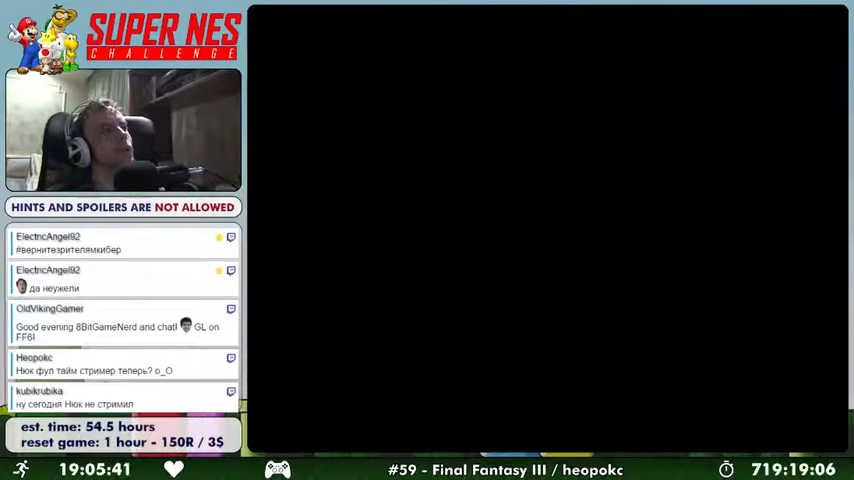 SUPER NES
CHALLENGE
HINTS AND SPOILERS ARE NOT ALLOWED
ElectricAngel92
#вернитезрителямкибер
ElectricAngel92
да неужели
OldVikingGamer
Good evening 8BitGameNerd and chat! GL on
FF6!
Heopokc
Нюк фул тайм стример теперь? o_O
kubikrubika
ну сегодня Нюк не стримил
est. time: 54.5 hours
reset game: 1 hour - 150R / 3$
19:05:41
#59 - Final Fantasy III / heopokc
719:19:06